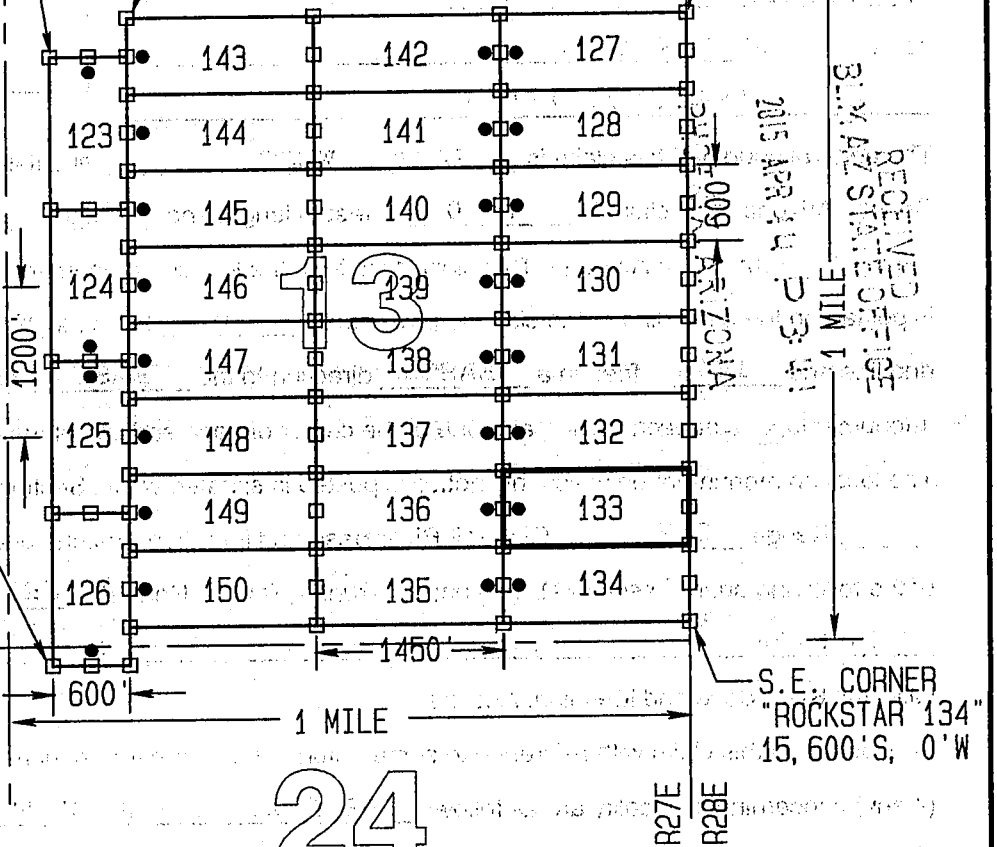 143 142 127
123 144 141 128
145 140 129
600'
124 146 139 130
13
1200'
147 138 131
125 148 137 132
149 136 133
126 150 135 134
1450'
600'
1 MILE
1 MILE
S.E. CORNER
"ROCKSTAR 134"
15,600'S, 0'W
24
R27E
R28E
RECEIVED
BLM AZ STATE OFFICE
2015 APR
P 3:
ARIZONA